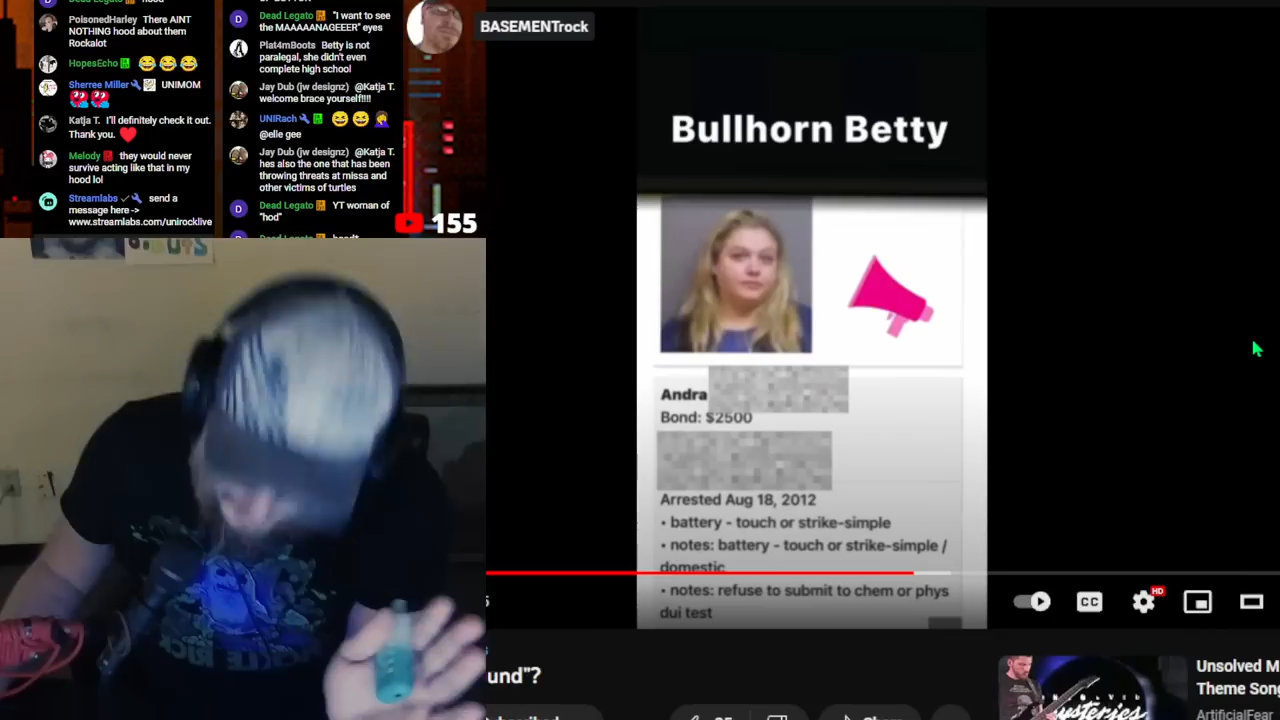 PoisonedHarley There AINT
NOTHING hood about them
Rockalot
HopesEcho
Sherree Miller UNIMOM
Katja T. I'll definitely check it out.
Thank you.
Melody they would never
survive acting like that in my
hood lol
Streamlabs send a
message here ->
www.streamlabs.com/unirocklive
Dead Legato "I want to see
the MAAAANAGEEER" eyes
Plat4mBoots Betty is not
paralegal, she didn't even
complete high school
Jay Dub (jw designz) @Katja T.
welcome brace yourself!!!!
UNIRach
@elie gee
Jay Dub (jw designz) @Katja T.
hes also the one that has been
throwing threats at missa and
other victims of turtles
Dead Legato YT woman of
"hod"
155
BASEMENTrock
Bullhorn Betty
Andra
Bond: $2500
Arrested Aug 18, 2012
• battery - touch or strike-simple
• notes: battery - touch or strike-simple /
domestic
• notes: refuse to submit to chem or phys
dui test
CC
HD
und"?
Unsolved M
Theme Song
ArtificialFear